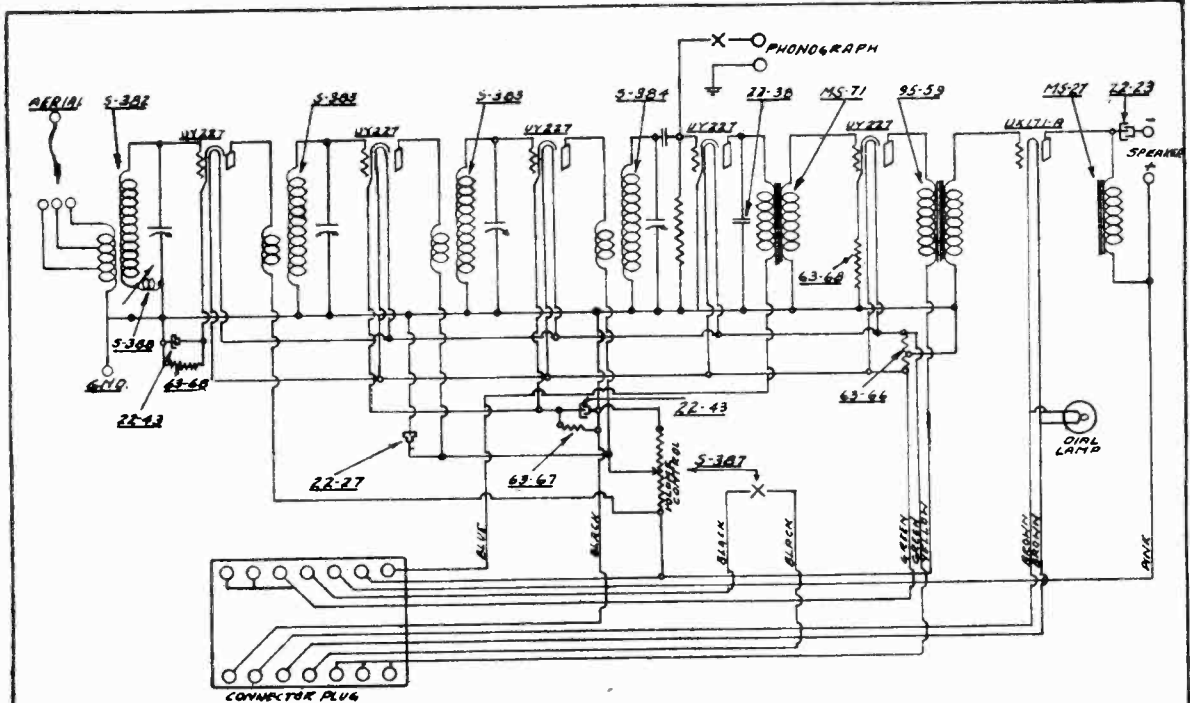 PHONOGRAPH
AERIAL
S-382
S-383
S-383
S-384
22-38
MS-71
95-59
MS-27
22-23
UY227
UY227
UY227
UY227
UY227
UX171-A
SPEAKER
- 
+
63-68
S-388
GND.
63-68
22-43
22-43
63-66
DIAL
LAMP
22-27
63-67
S-387
VOLUME
CONTROL
BLUE
BLACK
BLACK
BLACK
GREEN
GREEN
YELLOW
BROWN
BROWN
PINK
CONNECTOR PLUG